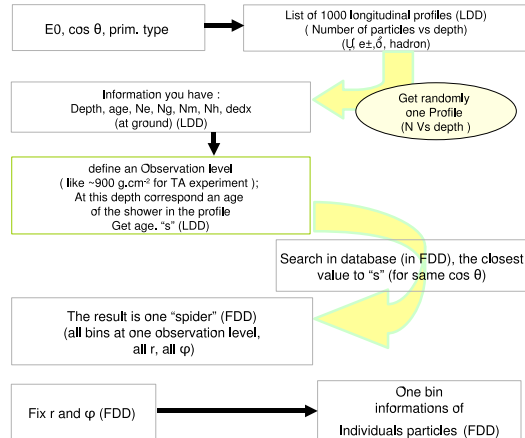 E0, cos θ, prim. type
List of 1000 longitudinal profiles (LDD)
( Number of particles vs depth)
e±, hadron)
Information you have :
Depth, age, Ne, Ng, Nm, Nh, dedx
(at ground) (LDD)
Get randomly
one Profile
(N Vs depth )
define an Observation level
( like ~900 g.cm-2 for TA experiment );
At this depth correspond an age
of the shower in the profile
Get age. “s” (LDD)
Search in database (in FDD), the closest
value to “s” (for same cos θ)
The result is one “spider” (FDD)
(all bins at one observation level,
all r, all φ)
Fix r and φ (FDD)
One bin
informations of
Individuals particles (FDD)